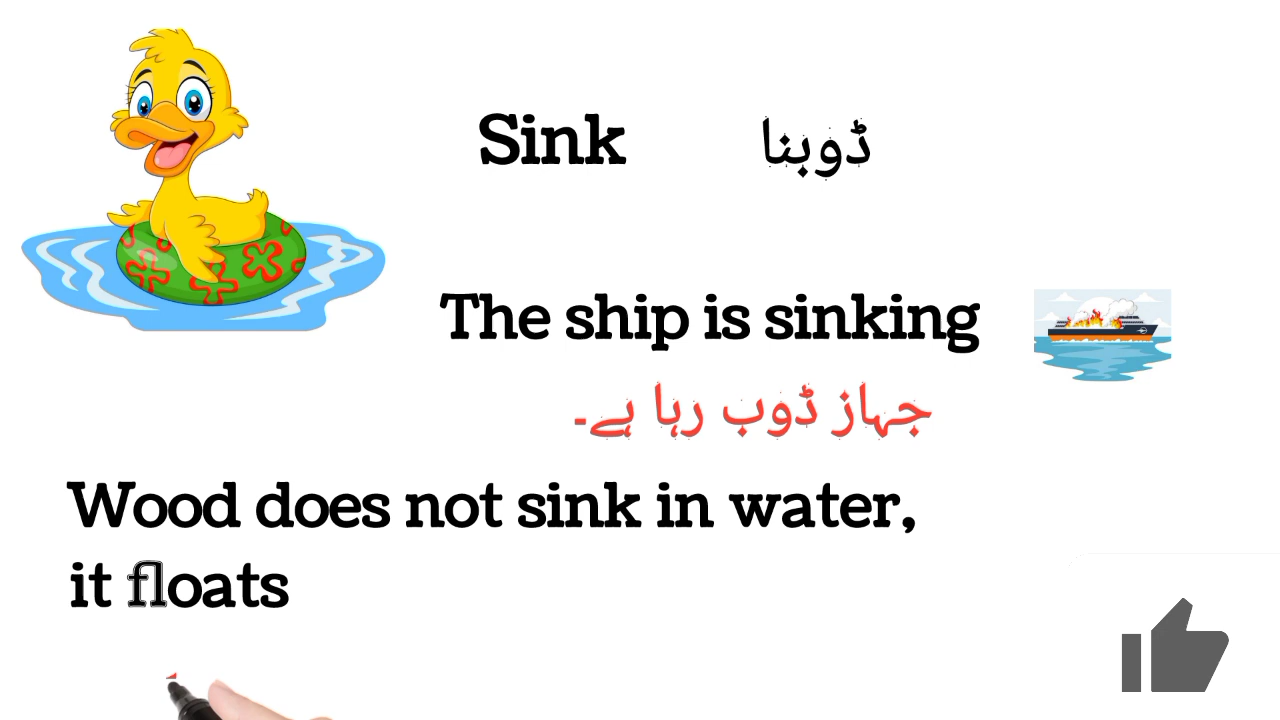 Sink ڈوبنا
The ship is sinking
جہاز ڈوب رہا ہے۔
Wood does not sink in water,
it floats